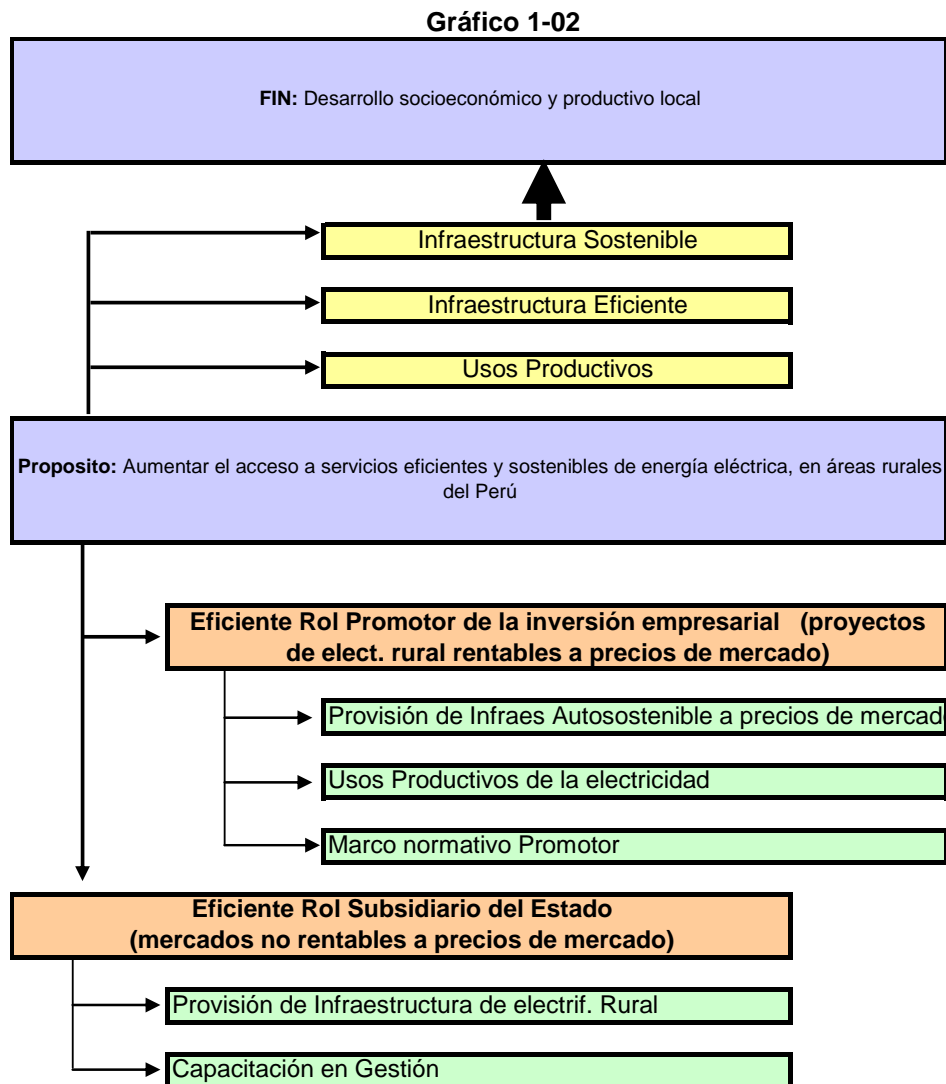 Gráfico 1-02
FIN: Desarrollo socioeconómico y productivo local
Infraestructura Sostenible
Infraestructura Eficiente
Usos Productivos
Proposito: Aumentar el acceso a servicios eficientes y sostenibles de energía eléctrica, en áreas rurales
del Perú
Eficiente Rol Promotor de la inversión empresarial (proyectos
de elect. rural rentables a precios de mercado)
Provisión de Infraes Autosostenible a precios de mercad
Usos Productivos de la electricidad
Marco normativo Promotor
Eficiente Rol Subsidiario del Estado
(mercados no rentables a precios de mercado)
Provisión de Infraestructura de electrif. Rural
Capacitación en Gestión